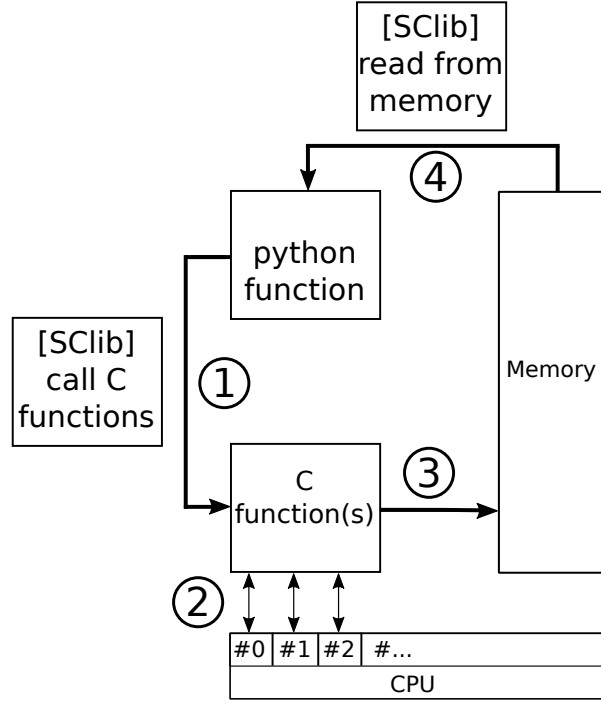 [SClib]
read from
memory
4
python
function
[SClib]
call C
functions
1
Memory
C
function(s)
3
2
#0 #1 #2 #...
CPU